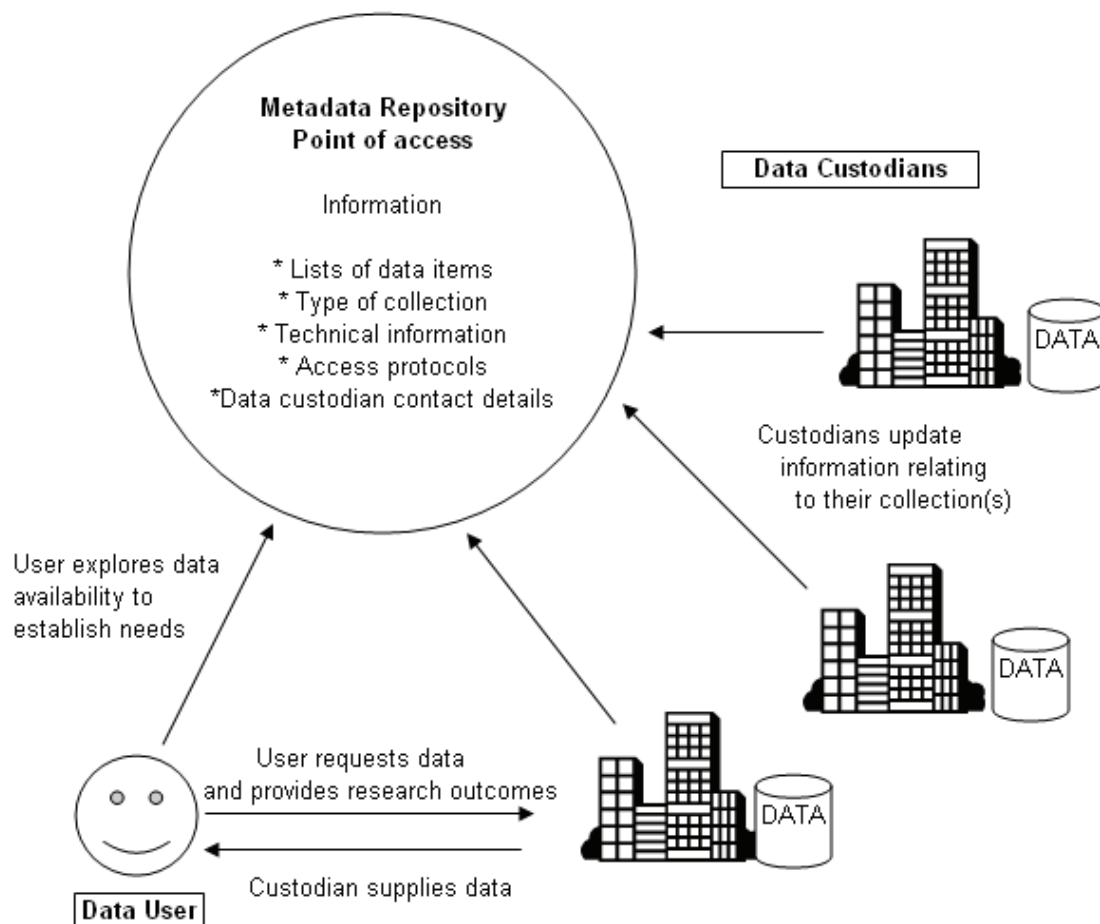 Metadata Repository
Point of access
Information
* Lists of data items
* Type of collection
* Technical information
* Access protocols
*Data custodian contact details
Data Custodians
DATA
Custodians update
information relating
to their collection(s)
DATA
User explores data
availability to
establish needs
User requests data
and provides research outcomes
DATA
Custodian supplies data
Data User